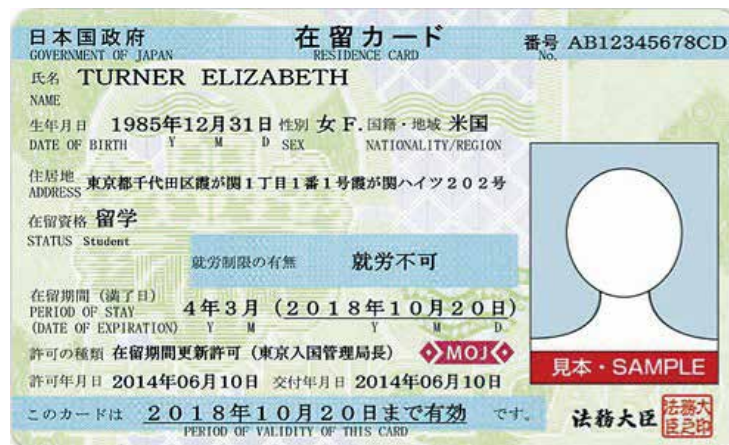 日本国政府 在留カード 番号 AB12345678CD
GOVERNMENT OF JAPAN RESIDENCE CARD No.
氏名 TURNER ELIZABETH
NAME
生年月日 1985年12月31日 性別 女 F. 国籍・地域 米国
DATE OF BIRTH Y M D SEX NATIONALITY/REGION
住居地 東京都千代田区霞が関1丁目1番1号霞が関ハイツ202号
ADDRESS
在留資格 留学
STATUS Student
就労制限の有無 就労不可
在留期間(満了日) 4年3月(2018年10月20日)
PERIOD OF STAY
(DATE OF EXPIRATION) Y M Y M D
許可の種類 在留期間更新許可(東京入国管理局長) MOJ
見本・SAMPLE
許可年月日 2014年06月10日 交付年月日 2014年06月10日
このカードは 2018年10月20日まで有効 です。
PERIOD OF VALIDITY OF THIS CARD
法務大臣 法務大臣之印